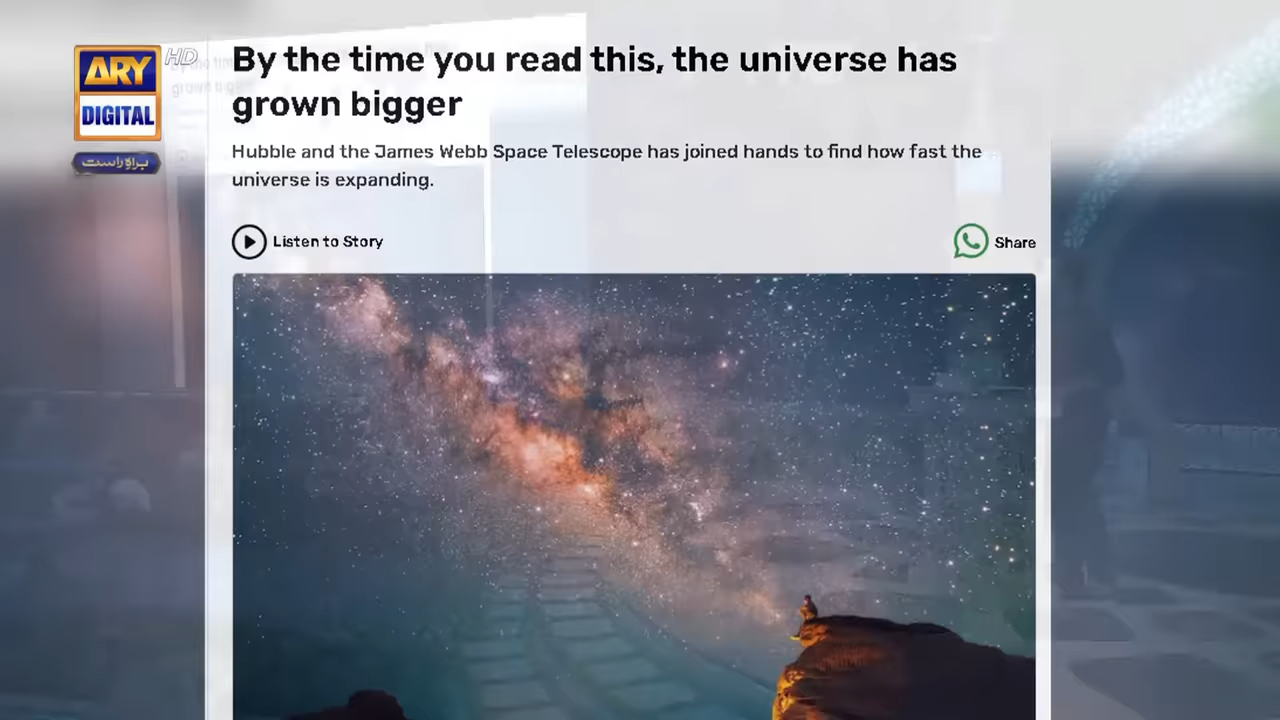 ARY
HD
DIGITAL
براہ راست
By the time you read this, the universe has
grown bigger
Hubble and the James Webb Space Telescope has joined hands to find how fast the
universe is expanding.
Listen to Story
Share